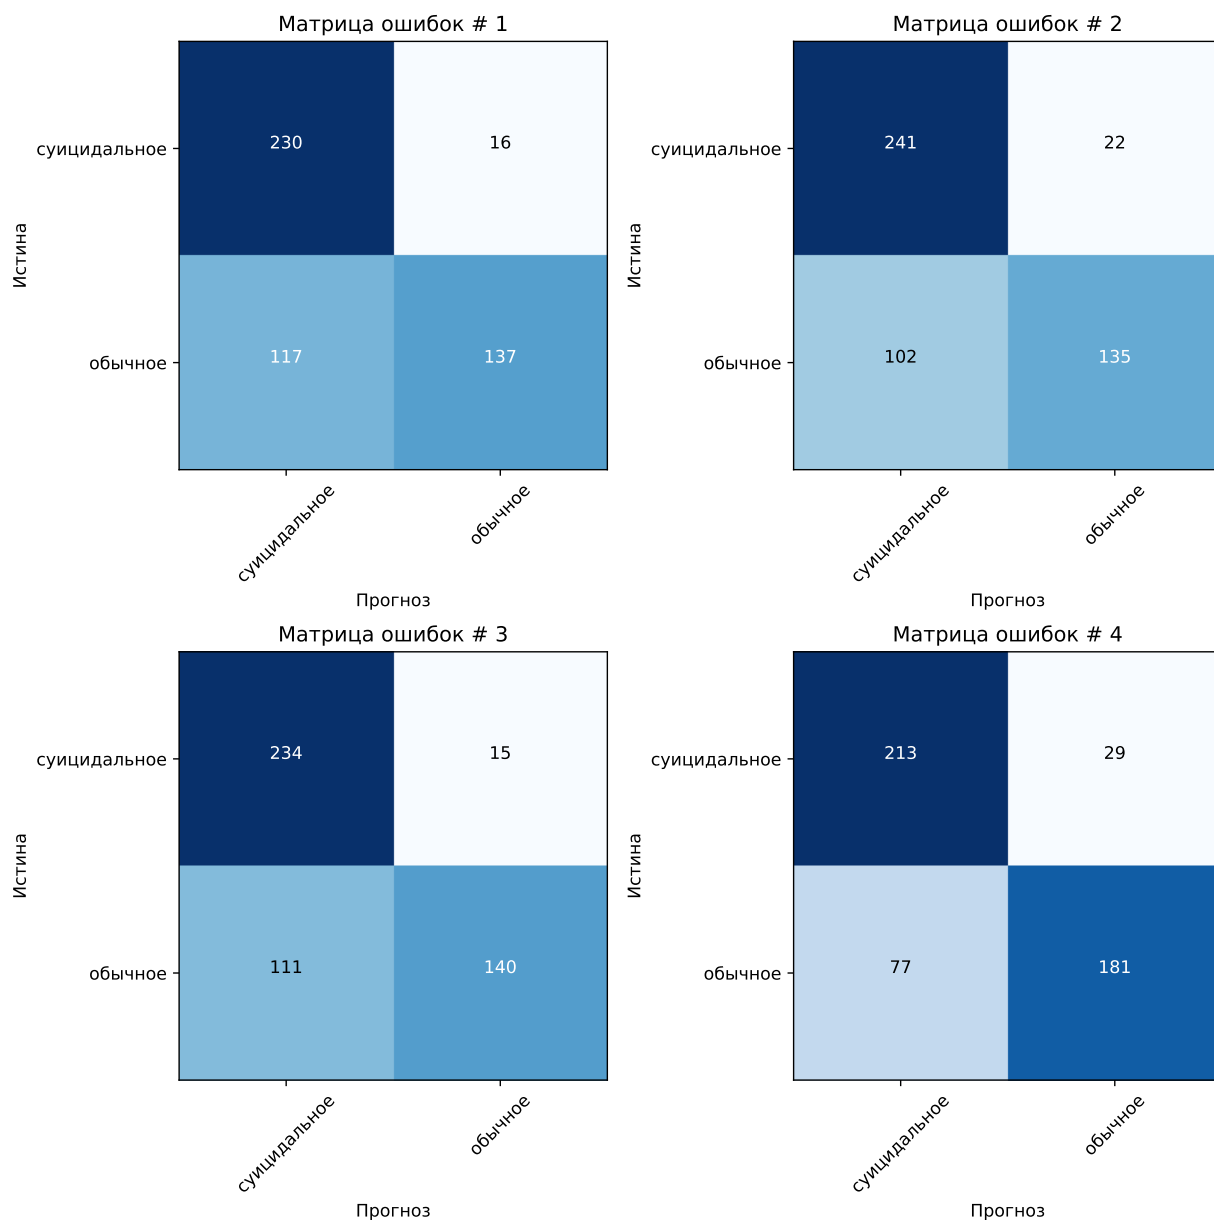 Матрица ошибок # 1
суицидальное
230
16
Истина
обычное
117
137
суицидальное
обычное
Прогноз
Матрица ошибок # 2
суицидальное
241
22
Истина
обычное
102
135
суицидальное
обычное
Прогноз
Матрица ошибок # 3
суицидальное
234
15
Истина
обычное
111
140
суицидальное
обычное
Прогноз
Матрица ошибок # 4
суицидальное
213
29
Истина
обычное
77
181
суицидальное
обычное
Прогноз